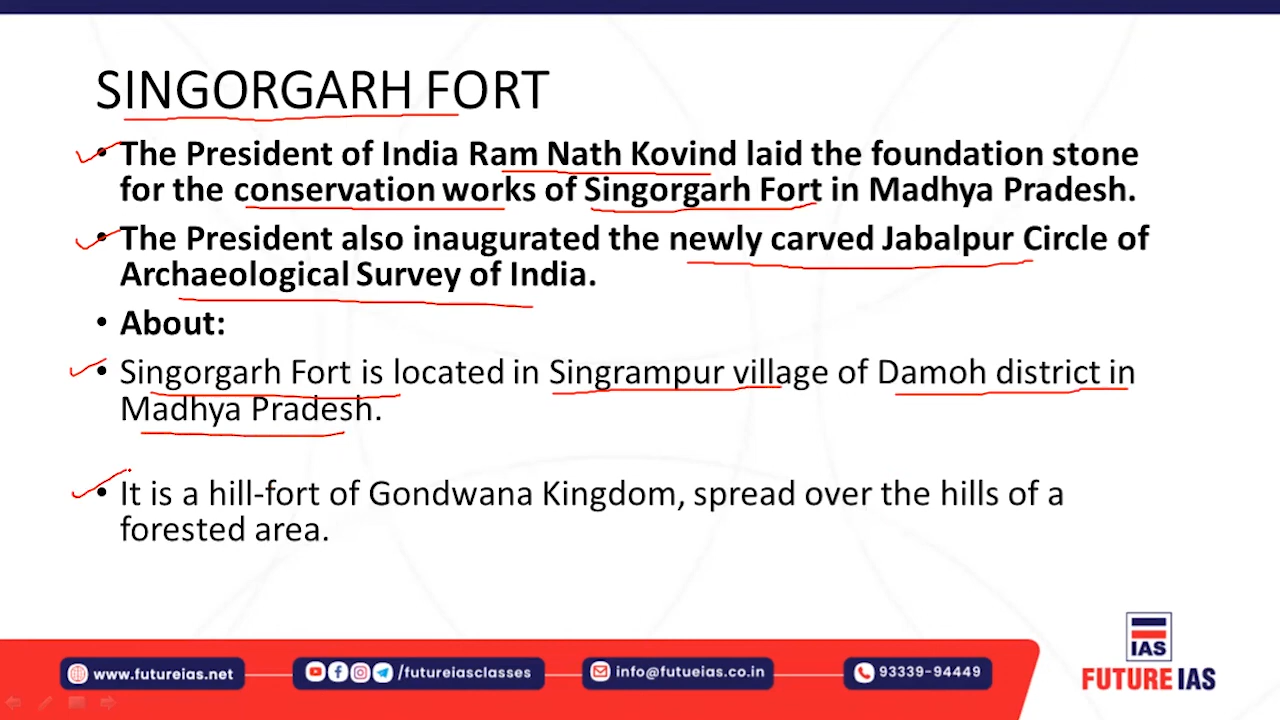 SINGORGARH FORT
• The President of India Ram Nath Kovind laid the foundation stone
for the conservation works of Singorgarh Fort in Madhya Pradesh.
• The President also inaugurated the newly carved Jabalpur Circle of
Archaeological Survey of India.
• About:
• Singorgarh Fort is located in Singrampur village of Damoh district in
Madhya Pradesh.
• It is a hill-fort of Gondwana Kingdom, spread over the hills of a
forested area.
IAS
FUTURE IAS
www.futureias.net
/futureiasclasses
info@futueias.co.in
93339-94449